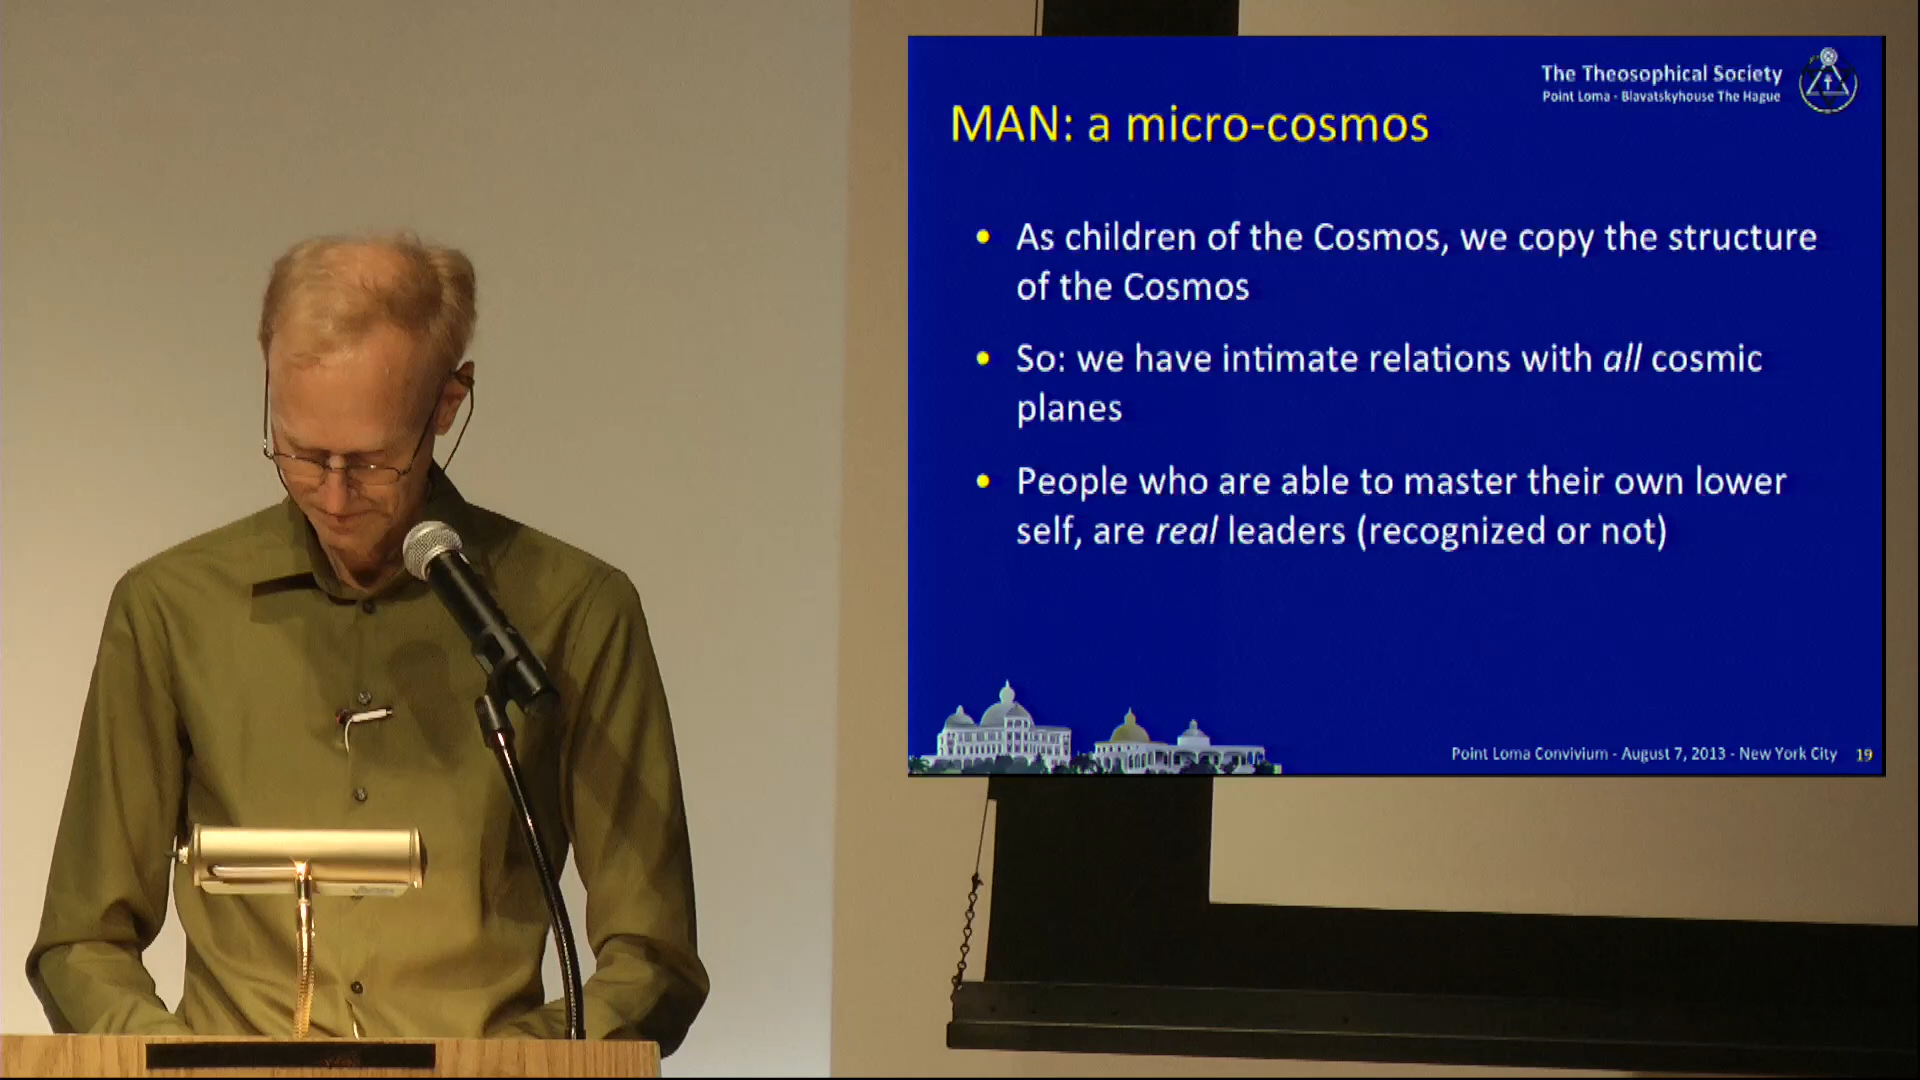 The Theosophical Society
Point Loma - Blavatskyhouse The Hague
MAN: a micro-cosmos
• As children of the Cosmos, we copy the structure
of the Cosmos
• So: we have intimate relations with all cosmic
planes
• People who are able to master their own lower
self, are real leaders (recognized or not)
Point Loma Convivium - August 7, 2013 - New York City 19